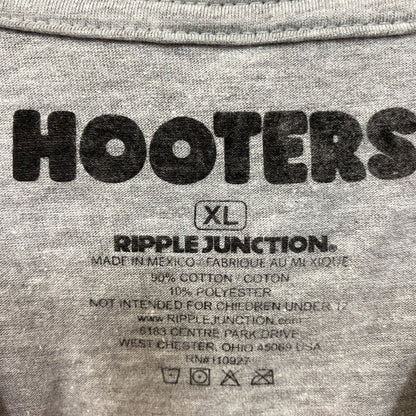 HOOTERS
XL
RIPPLE JUNCTION®
MADE IN MEXICO / FABRIQUE AU MEXIQUE
90% COTTON / COTON
10% POLYESTER
NOT INTENDED FOR CHILDREN UNDER 12
www.RIPPLEJUNCTION.com
6183 CENTRE PARK DRIVE
WEST CHESTER, OHIO 45069 USA
RN#110927